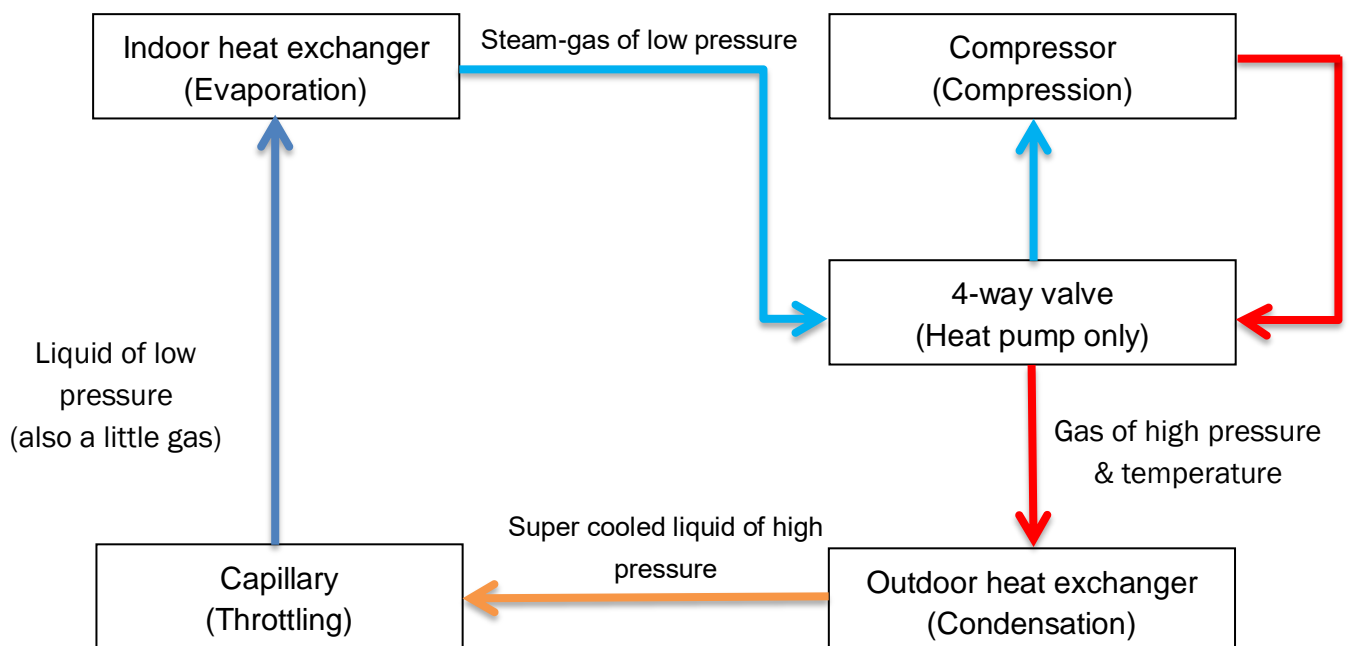 Indoor heat exchanger
(Evaporation)
Steam-gas of low pressure
Compressor
(Compression)
4-way valve
(Heat pump only)
Liquid of low
pressure
(also a little gas)
Gas of high pressure
& temperature
Super cooled liquid of high
pressure
Capillary
(Throttling)
Outdoor heat exchanger
(Condensation)